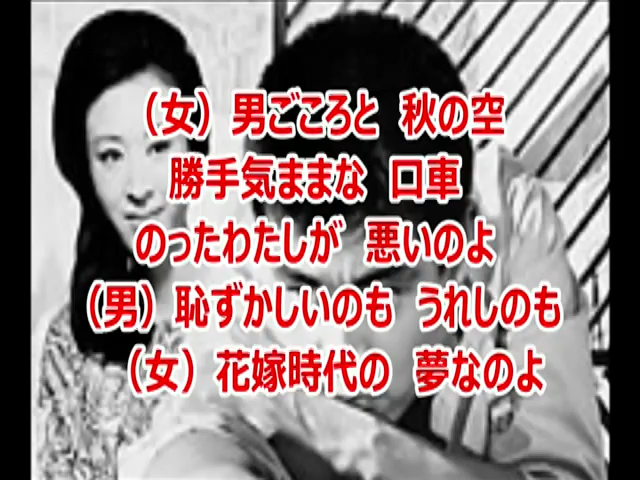 (女) 男ごころと 秋の空
勝手気ままな 口車
のったわたしが 悪いのよ
(男) 恥ずかしいのも うれしのも
(女) 花嫁時代の 夢なのよ